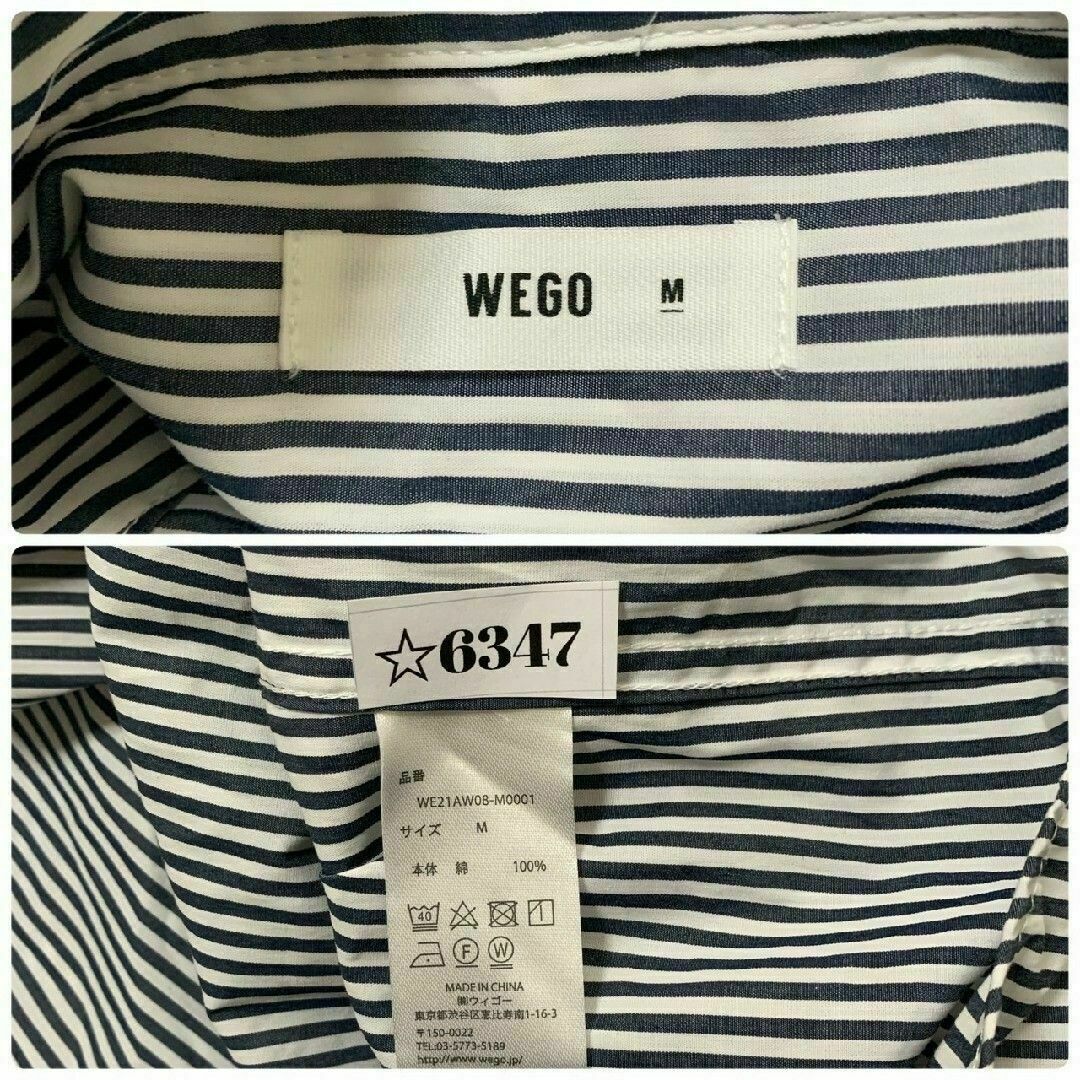 WEGO M
☆6347
品番
WE21AW08-M0001
サイズ M
本体 綿 100%
40
F W
MADE IN CHINA
㈱ウィゴー
東京都渋谷区恵比寿南1-16-3
〒150-0022
TEL:03-5773-5189
http://www.wego.jp/